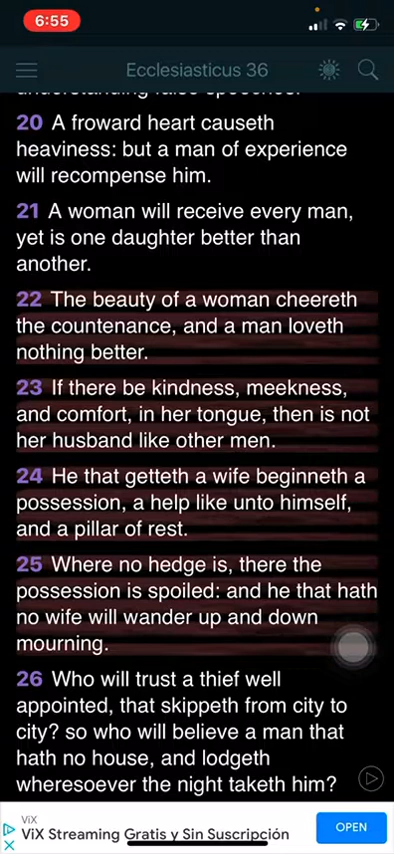 6:55
Ecclesiasticus 36
understanding false speeches.
20 A froward heart causeth
heaviness: but a man of experience
will recompense him.
21 A woman will receive every man,
yet is one daughter better than
another.
22 The beauty of a woman cheereth
the countenance, and a man loveth
nothing better.
23 If there be kindness, meekness,
and comfort, in her tongue, then is not
her husband like other men.
24 He that getteth a wife beginneth a
possession, a help like unto himself,
and a pillar of rest.
25 Where no hedge is, there the
possession is spoiled: and he that hath
no wife will wander up and down
mourning.
26 Who will trust a thief well
appointed, that skippeth from city to
city? so who will believe a man that
hath no house, and lodgeth
wheresoever the night taketh him?
ViX
ViX Streaming Gratis y Sin Suscripción
OPEN